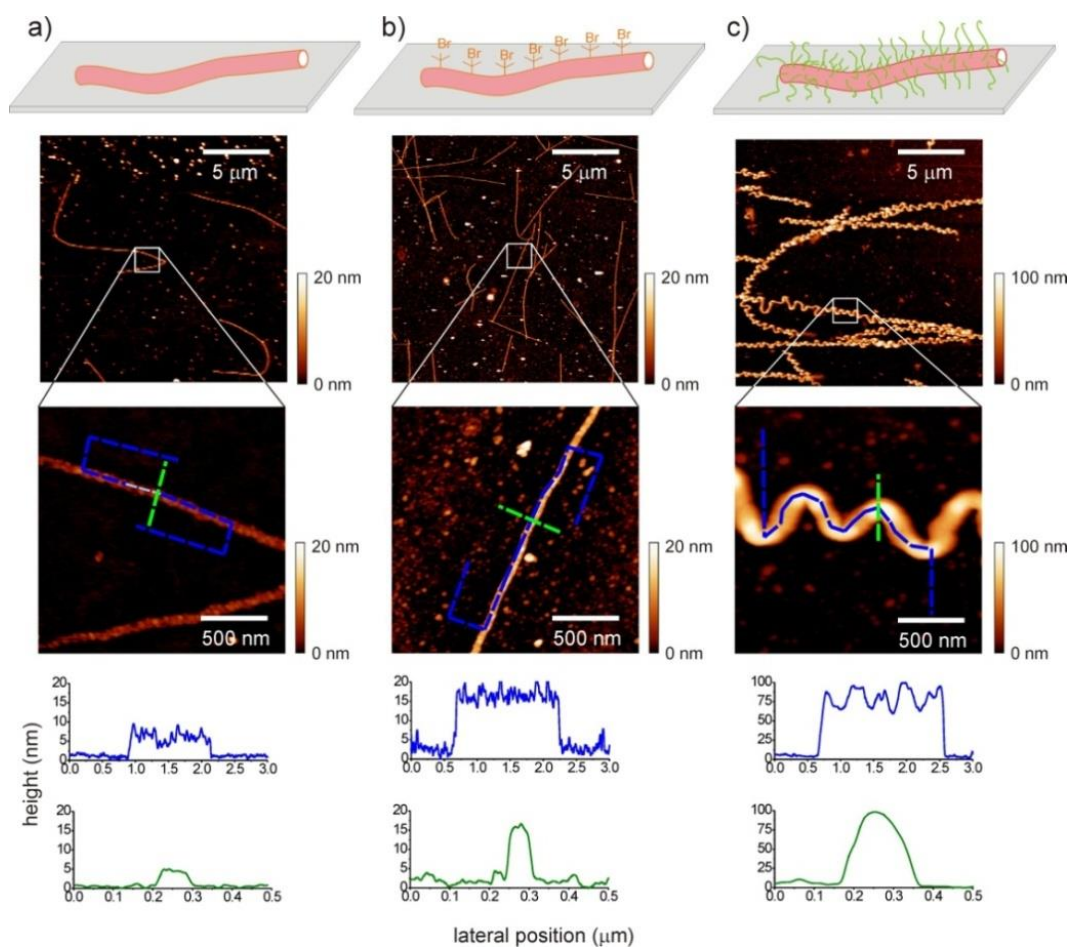 a) b) c)
Br Br Br Br Br Br Br
5 μm 5 μm 5 μm
20 nm 20 nm 100 nm
0 nm 0 nm 0 nm
20 nm 20 nm 100 nm
500 nm 500 nm 500 nm
0 nm 0 nm 0 nm
height (nm)
20 15 10 5 0
0.0 0.5 1.0 1.5 2.0 2.5 3.0
20 15 10 5 0
0.0 0.5 1.0 1.5 2.0 2.5 3.0
100 75 50 25 0
0.0 0.5 1.0 1.5 2.0 2.5 3.0
20 15 10 5 0
0.0 0.1 0.2 0.3 0.4 0.5
20 15 10 5 0
0.0 0.1 0.2 0.3 0.4 0.5
100 75 50 25 0
0.0 0.1 0.2 0.3 0.4 0.5
lateral position (μm)